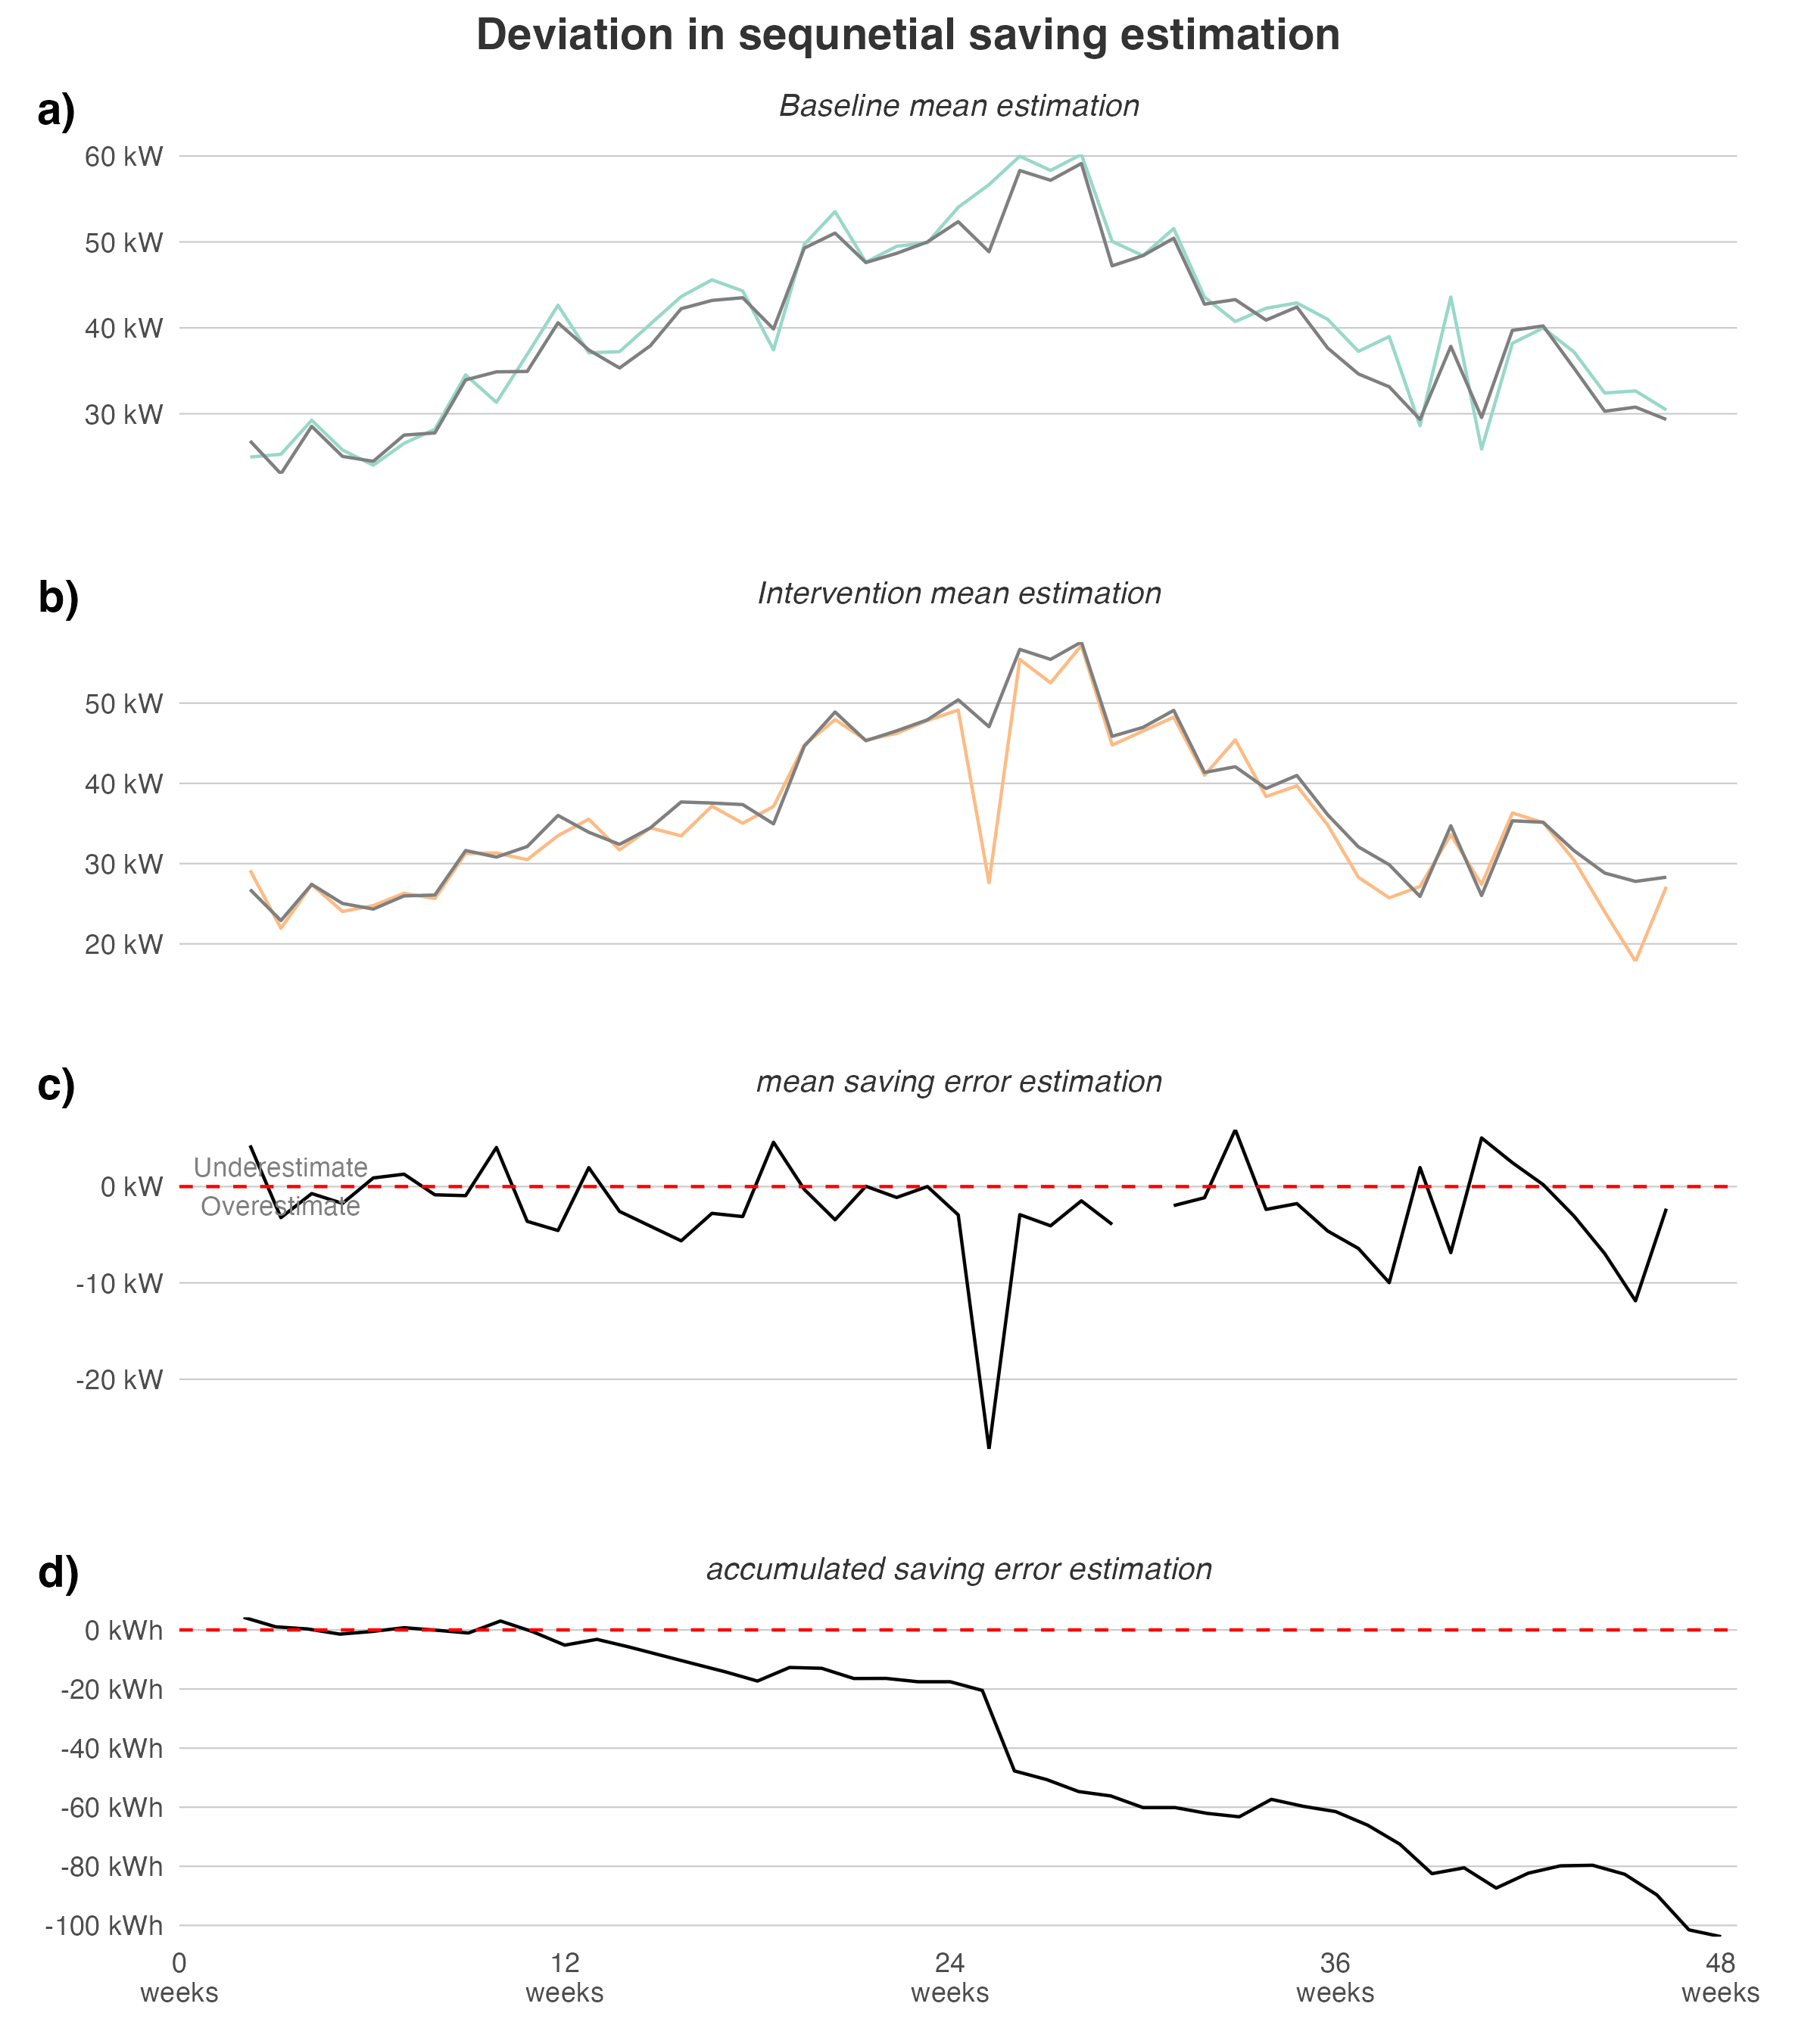 Deviation in sequnetial saving estimation
a)
Baseline mean estimation
60 kW
50 kW
40 kW
30 kW
b)
Intervention mean estimation
50 kW
40 kW
30 kW
20 kW
c)
mean saving error estimation
Underestimate
0 kW
Overestimate
-10 kW
-20 kW
d)
accumulated saving error estimation
0 kWh
-20 kWh
-40 kWh
-60 kWh
-80 kWh
-100 kWh
0 12 24 36 48
weeks weeks weeks weeks weeks